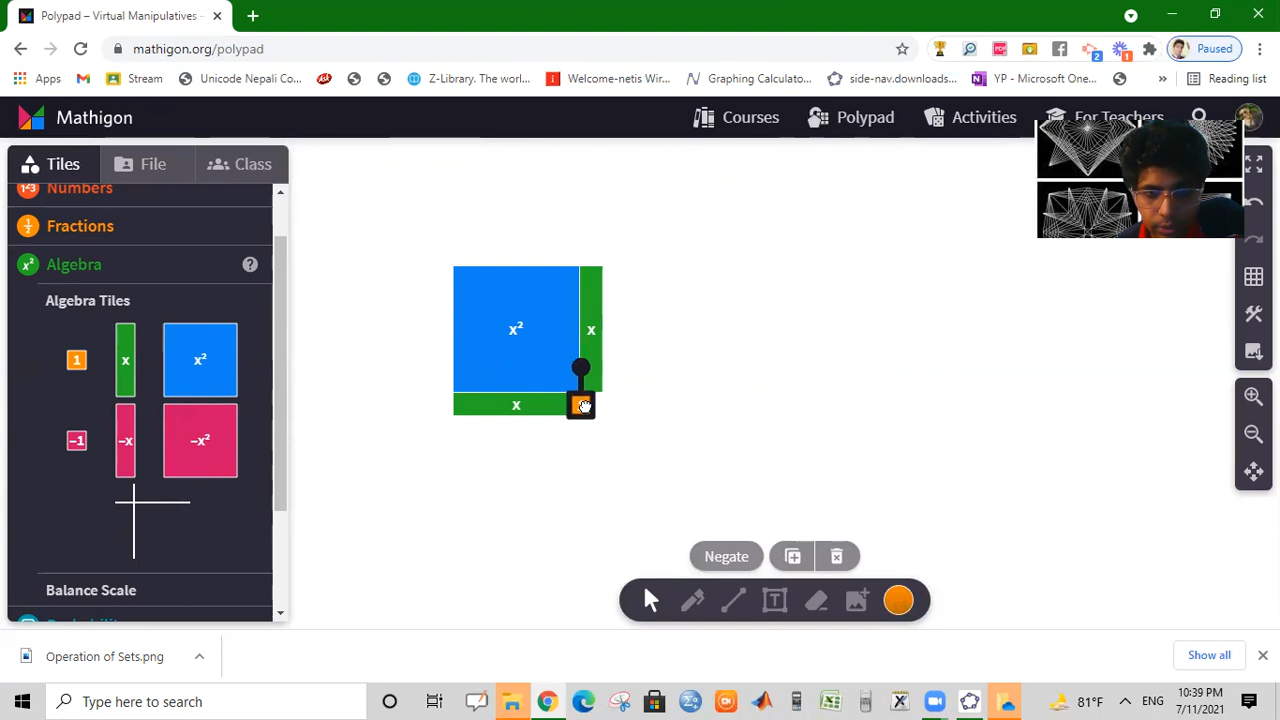 Polypad – Virtual Manipulatives –
mathigon.org/polypad
Paused
Apps
Stream
Unicode Nepali Co...
Z-Library. The worl...
Welcome-netis Wir...
Graphing Calculato...
side-nav.downloads...
YP - Microsoft One...
»
Reading list
Mathigon
Courses
Polypad
Activities
For Teachers
Tiles
File
Class
Numbers
Fractions
x² Algebra
?
Algebra Tiles
1
x
x²
−1
−x
−x²
Balance Scale
x²
x
x
Negate
T
Operation of Sets.png
Show all
Type here to search
81°F
ENG
10:39 PM
7/11/2021